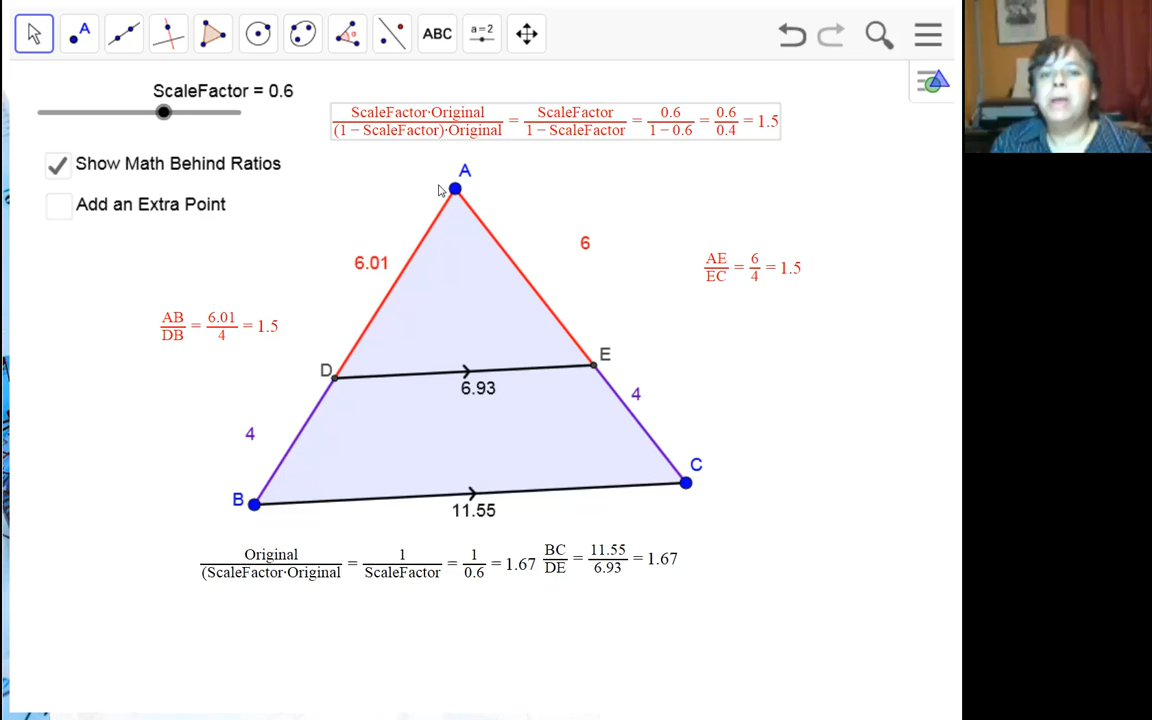 A
ABC
a=2
ScaleFactor = 0.6
ScaleFactor·Original / (1 − ScaleFactor)·Original = ScaleFactor / 1 − ScaleFactor = 0.6 / 1 − 0.6 = 0.6 / 0.4 = 1.5
Show Math Behind Ratios
Add an Extra Point
A
6.01
6
AE / EC = 6 / 4 = 1.5
AB / DB = 6.01 / 4 = 1.5
D
E
6.93
4
4
B
C
11.55
Original / (ScaleFactor·Original = 1 / ScaleFactor = 1 / 0.6 = 1.67
BC / DE = 11.55 / 6.93 = 1.67